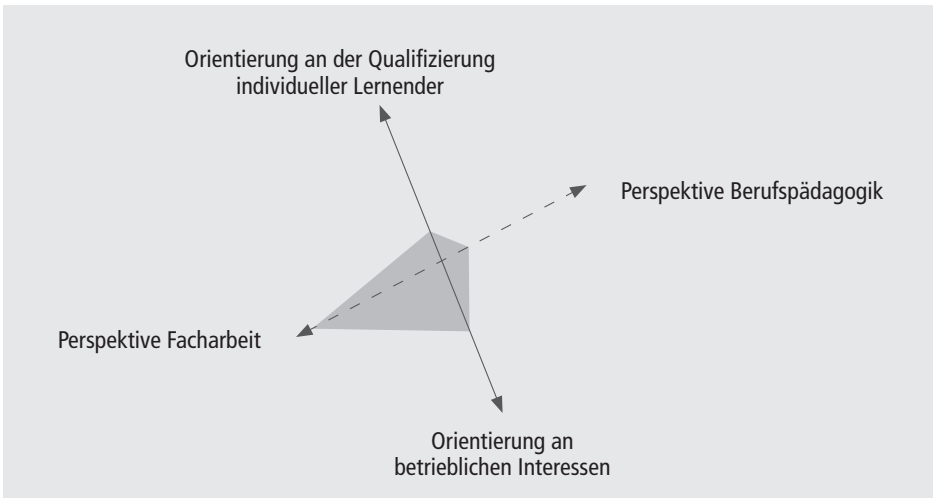 Orientierung an der Qualifizierung
individueller Lernender
Perspektive Berufspädagogik
Perspektive Facharbeit
Orientierung an
betrieblichen Interessen